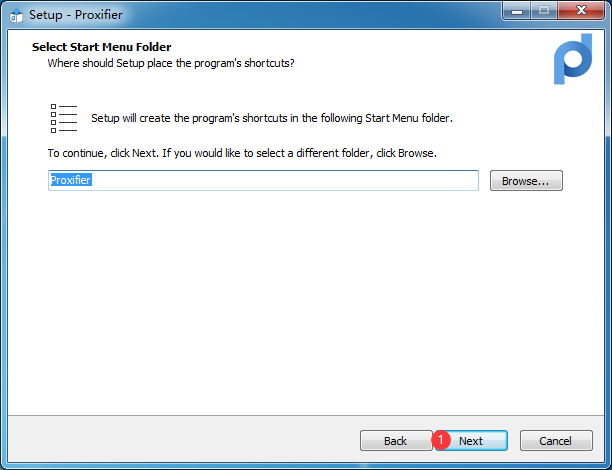 Setup - Proxifier
Select Start Menu Folder
Where should Setup place the program's shortcuts?
Setup will create the program's shortcuts in the following Start Menu folder.
To continue, click Next. If you would like to select a different folder, click Browse.
Proxifier
Browse...
Back
1
Next
Cancel